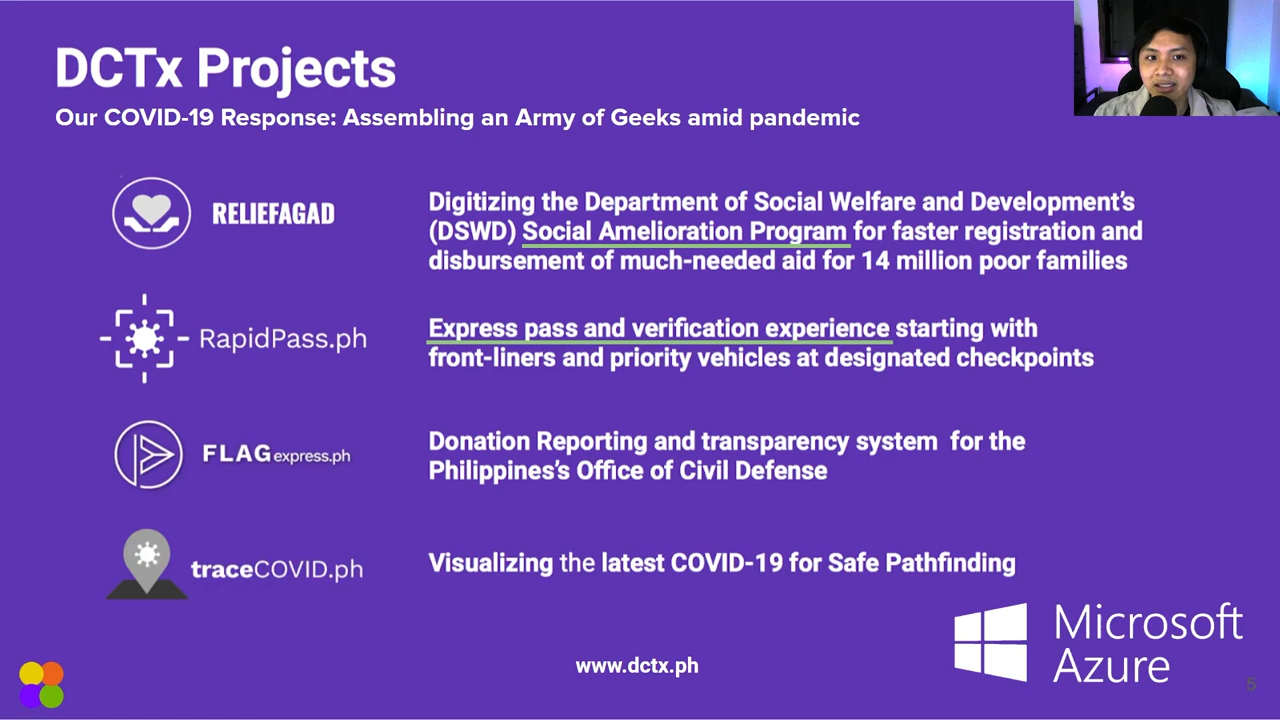 DCTx Projects
Our COVID-19 Response: Assembling an Army of Geeks amid pandemic
RELIEFAGAD
Digitizing the Department of Social Welfare and Development's
(DSWD) Social Amelioration Program for faster registration and
disbursement of much-needed aid for 14 million poor families
RapidPass.ph
Express pass and verification experience starting with
front-liners and priority vehicles at designated checkpoints
FLAGexpress.ph
Donation Reporting and transparency system  for the
Philippines's Office of Civil Defense
traceCOVID.ph
Visualizing the latest COVID-19 for Safe Pathfinding
Microsoft
Azure
www.dctx.ph
5